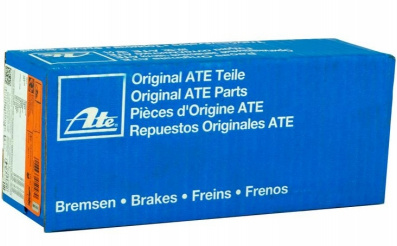 Original ATE Teile
Original ATE Parts
Pièces d'Origine ATE
Repuestos Originales ATE
Ate
Bremsen • Brakes • Freins • Frenos